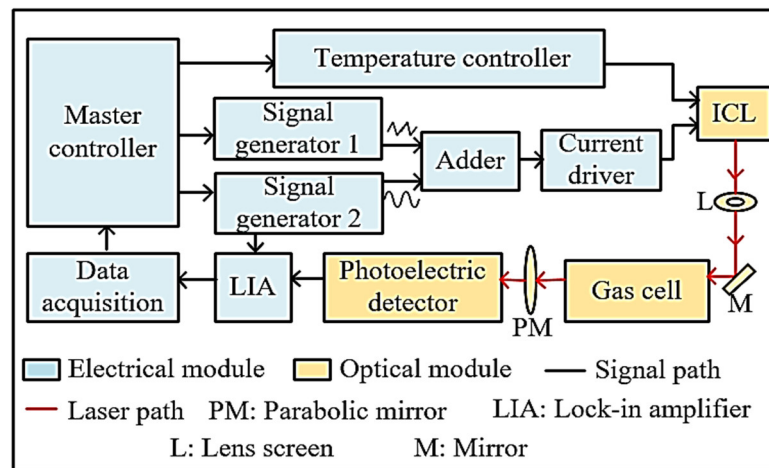 Temperature controller
Master
controller
Signal
generator 1
Signal
generator 2
Adder
Current
driver
ICL
L
Data
acquisition
LIA
Photoelectric
detector
PM
Gas cell
M
Electrical module
Optical module
Signal path
Laser path
PM: Parabolic mirror
LIA: Lock-in amplifier
L: Lens screen
M: Mirror